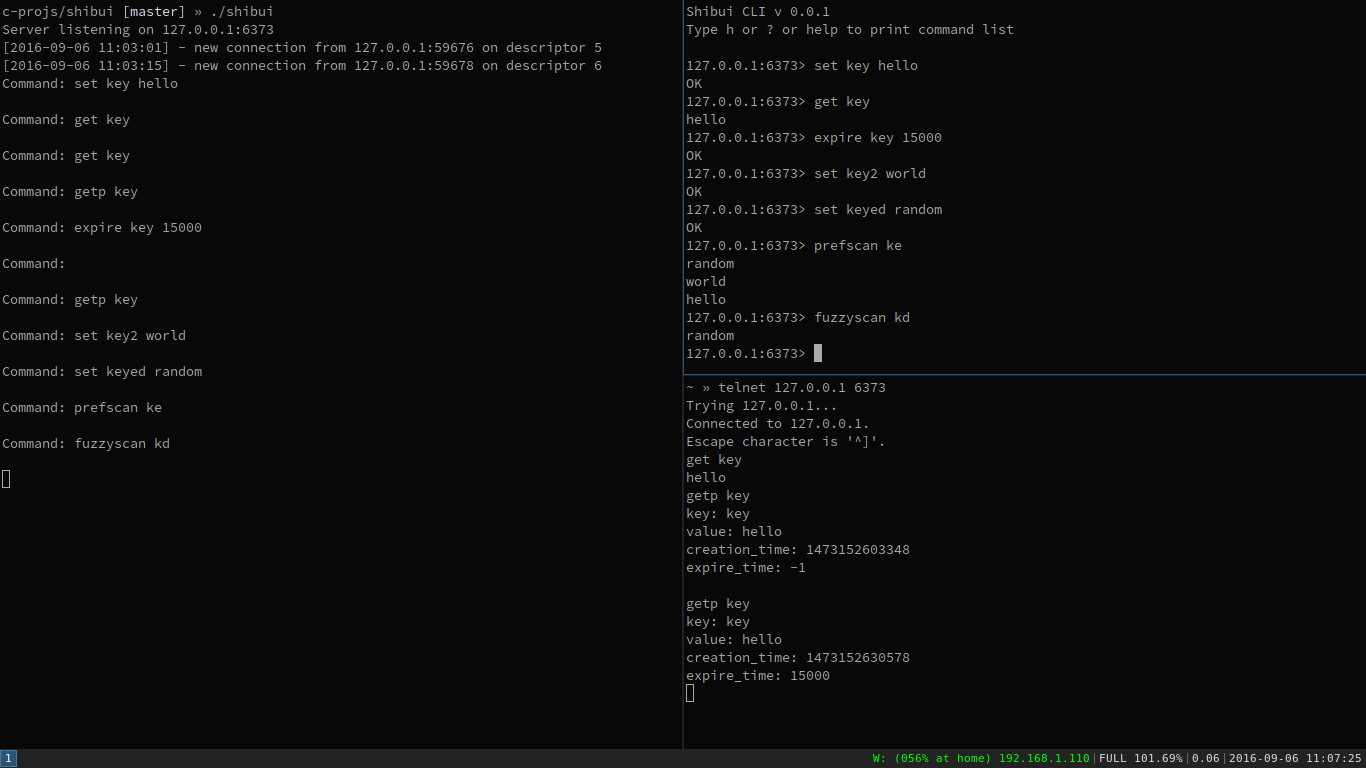 c-projs/shibui [master] » ./shibui
Server listening on 127.0.0.1:6373
[2016-09-06 11:03:01] - new connection from 127.0.0.1:59676 on descriptor 5
[2016-09-06 11:03:15] - new connection from 127.0.0.1:59678 on descriptor 6
Command: set key hello
Command: get key
Command: get key
Command: getp key
Command: expire key 15000
Command:
Command: getp key
Command: set key2 world
Command: set keyed random
Command: prefscan ke
Command: fuzzyscan kd
Shibui CLI v 0.0.1
Type h or ? or help to print command list
127.0.0.1:6373> set key hello
OK
127.0.0.1:6373> get key
hello
127.0.0.1:6373> expire key 15000
OK
127.0.0.1:6373> set key2 world
OK
127.0.0.1:6373> set keyed random
OK
127.0.0.1:6373> prefscan ke
random
world
hello
127.0.0.1:6373> fuzzyscan kd
random
127.0.0.1:6373>
~ » telnet 127.0.0.1 6373
Trying 127.0.0.1...
Connected to 127.0.0.1.
Escape character is '^]'.
get key
hello
getp key
key: key
value: hello
creation_time: 1473152603348
expire_time: -1
getp key
key: key
value: hello
creation_time: 1473152630578
expire_time: 15000
1
W: (056% at home) 192.168.1.110|FULL 101.69%|0.06|2016-09-06 11:07:25